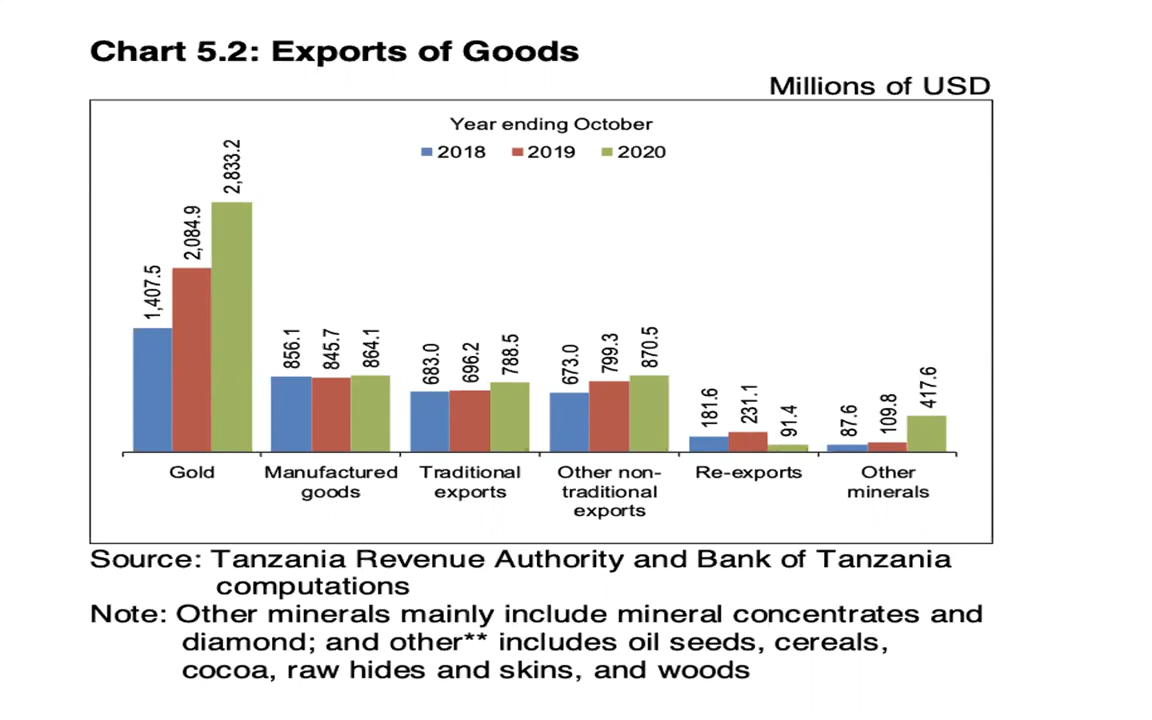 Chart 5.2: Exports of Goods
Millions of USD
Year ending October
2018 2019 2020
1,407.5 2,084.9 2,833.2
856.1 845.7 864.1
683.0 696.2 788.5
673.0 799.3 870.5
181.6 231.1 91.4
87.6 109.8 417.6
Gold
Manufactured
goods
Traditional
exports
Other non-
traditional
exports
Re-exports
Other
minerals
Source: Tanzania Revenue Authority and Bank of Tanzania
computations
Note: Other minerals mainly include mineral concentrates and
diamond; and other** includes oil seeds, cereals,
cocoa, raw hides and skins, and woods